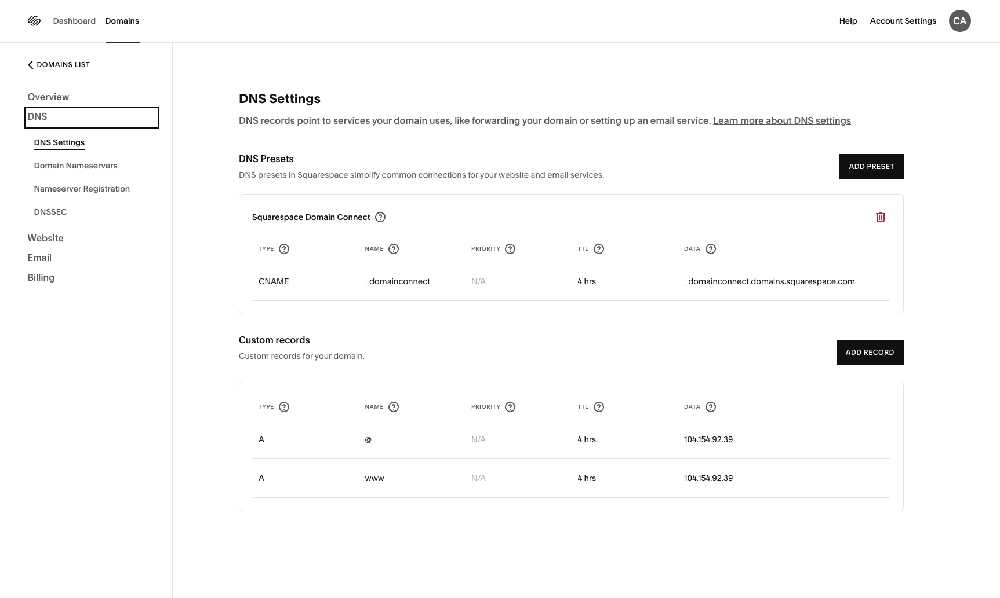 Dashboard Domains Help Account Settings CA
DOMAINS LIST
Overview
DNS
DNS Settings
Domain Nameservers
Nameserver Registration
DNSSEC
Website
Email
Billing
DNS Settings
DNS records point to services your domain uses, like forwarding your domain or setting up an email service. Learn more about DNS settings
DNS Presets
DNS presets in Squarespace simplify common connections for your website and email services.
ADD PRESET
Squarespace Domain Connect ?
TYPE ? NAME ? PRIORITY ? TTL ? DATA ?
CNAME _domainconnect N/A 4 hrs _domainconnect.domains.squarespace.com
Custom records
Custom records for your domain.
ADD RECORD
TYPE ? NAME ? PRIORITY ? TTL ? DATA ?
A @ N/A 4 hrs 104.154.92.39
A www N/A 4 hrs 104.154.92.39